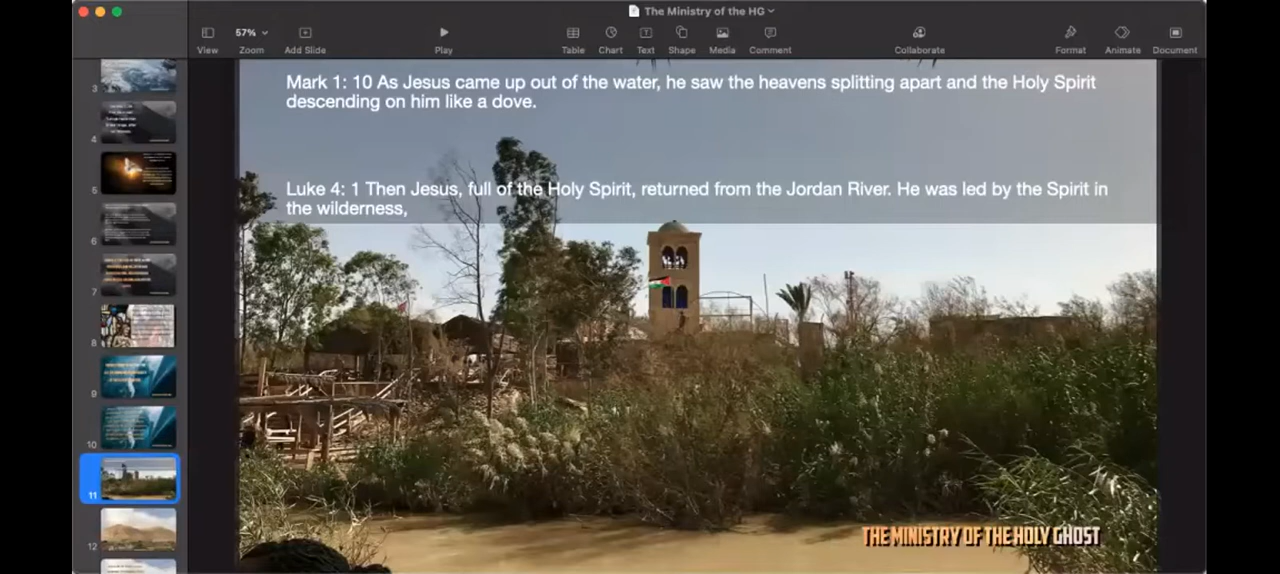 The Ministry of the HG
57%
View
Zoom
Add Slide
Play
Table
Chart
Text
Shape
Media
Comment
Collaborate
Format
Animate
Document
3
4
5
6
7
8
9
10
11
12
Mark 1: 10 As Jesus came up out of the water, he saw the heavens splitting apart and the Holy Spirit
descending on him like a dove.
Luke 4: 1 Then Jesus, full of the Holy Spirit, returned from the Jordan River. He was led by the Spirit in
the wilderness,
THE MINISTRY OF THE HOLY GHOST